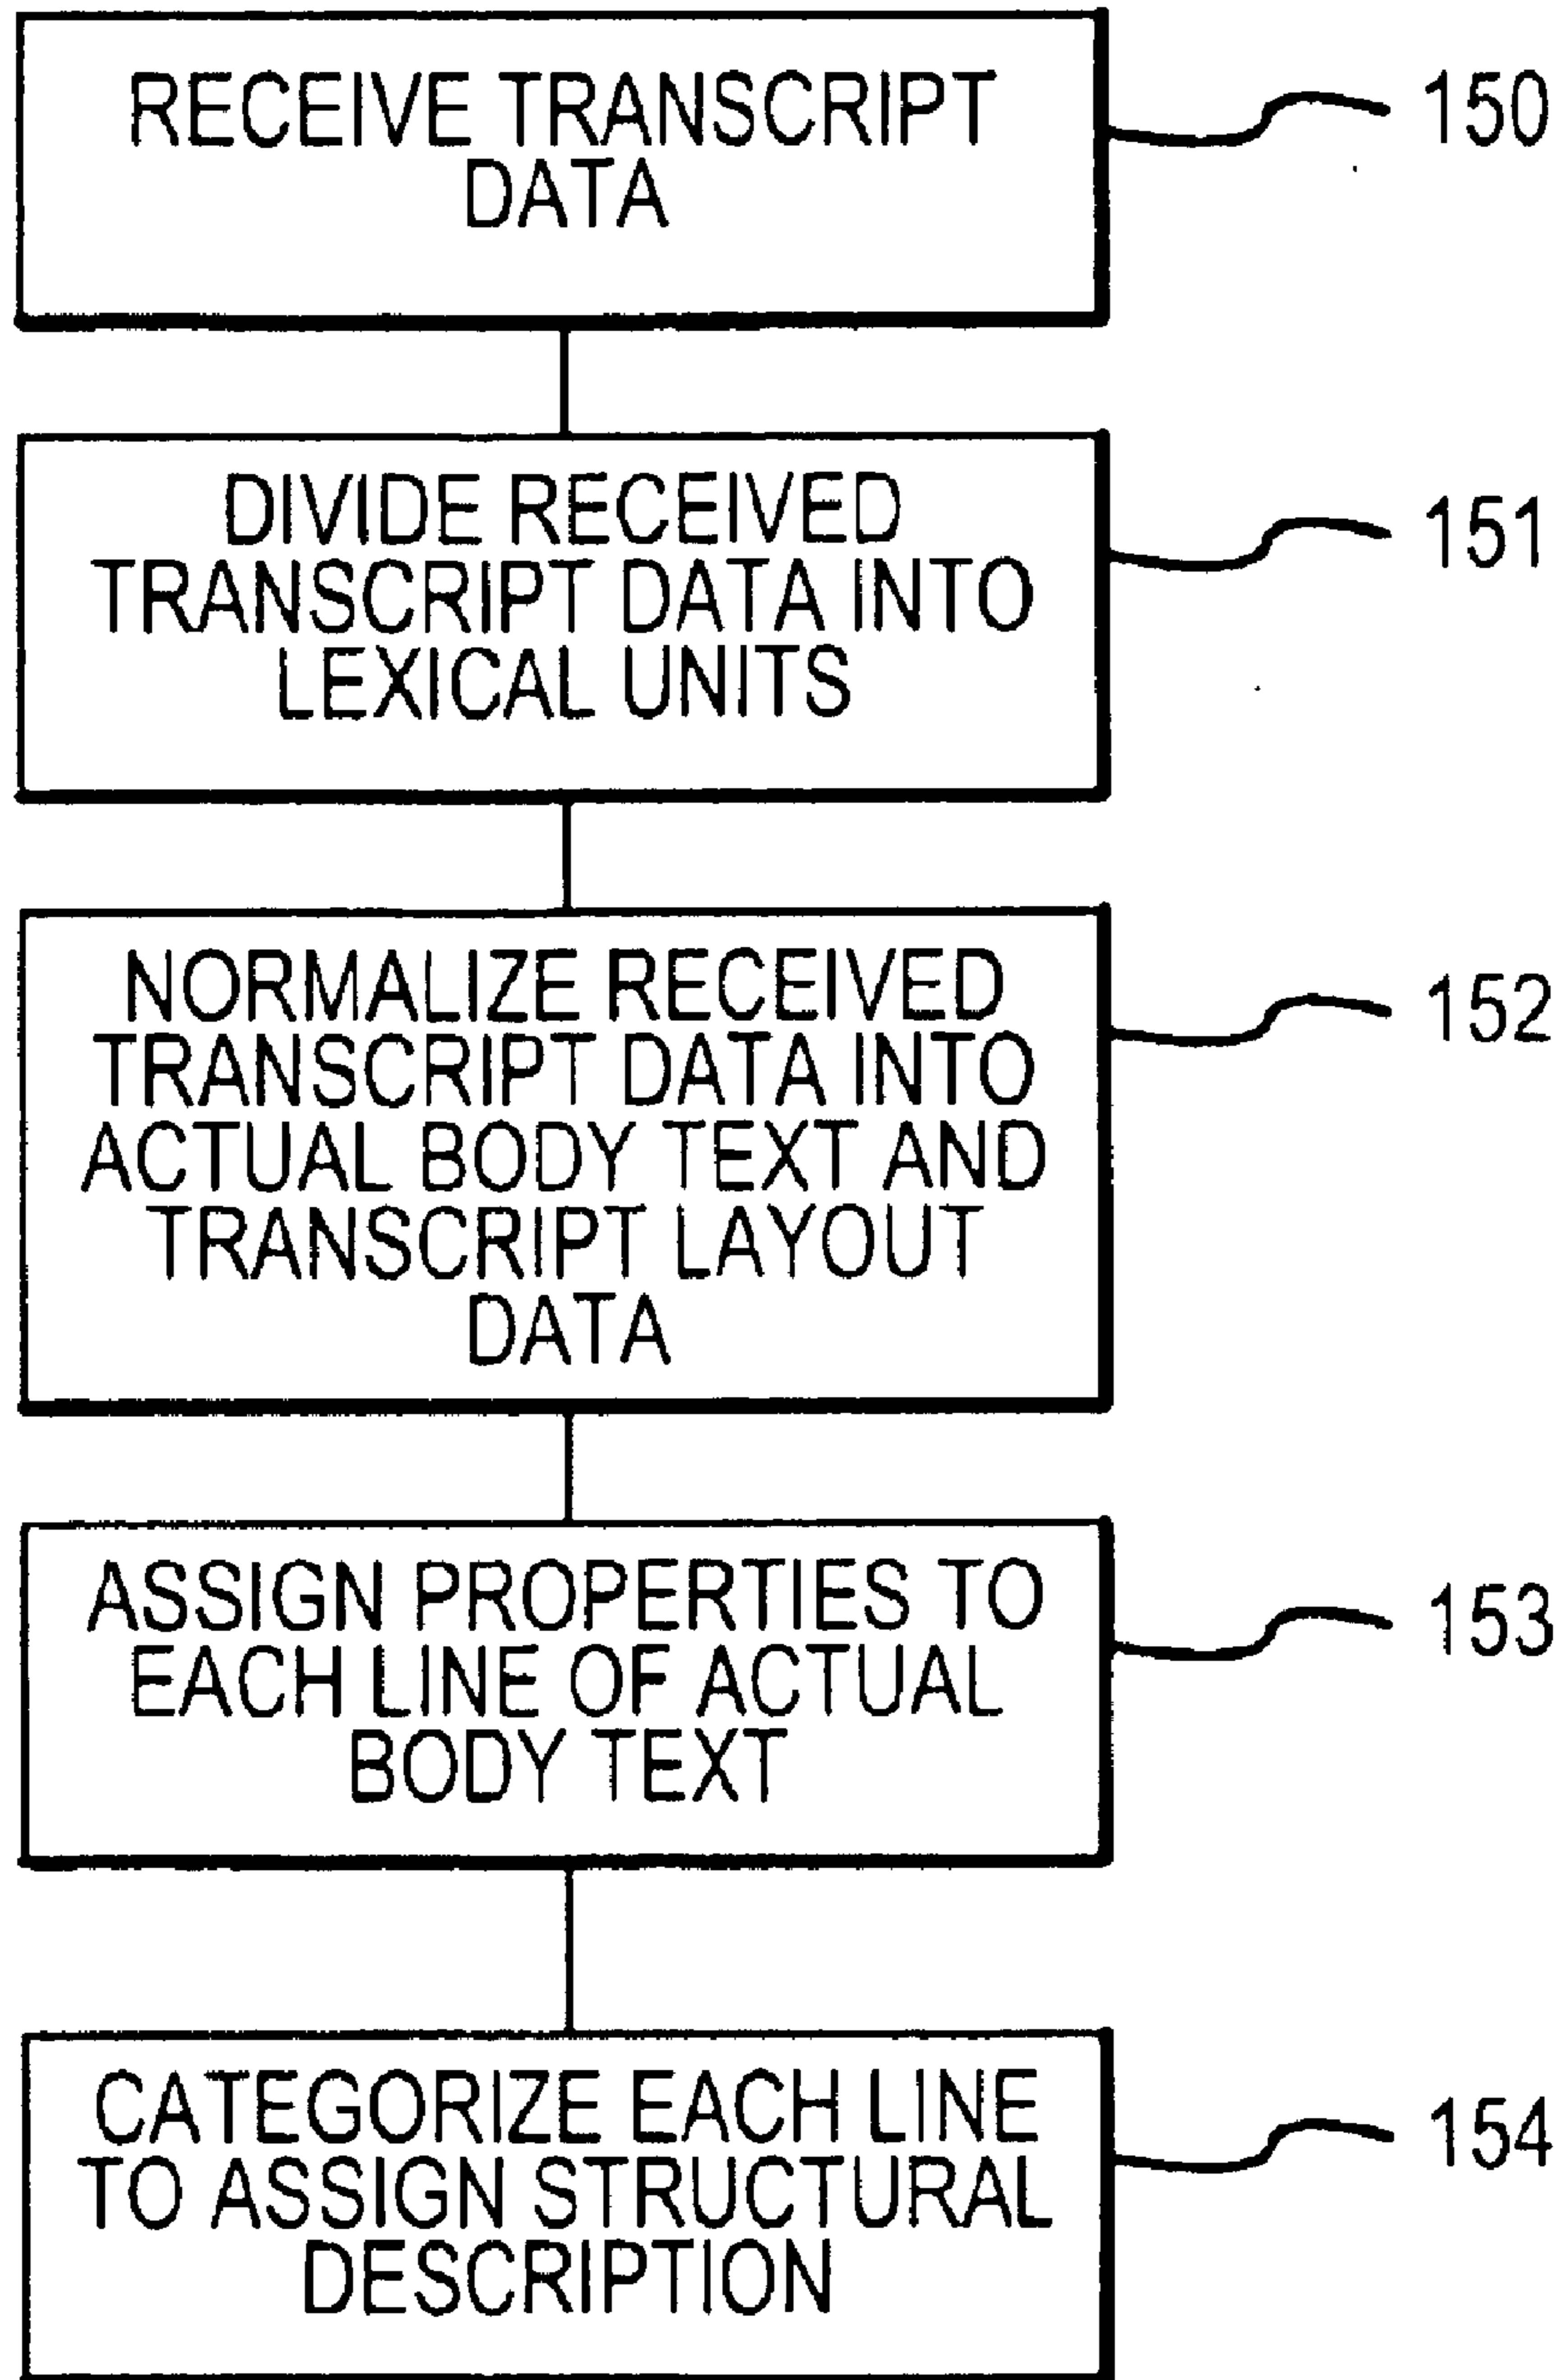 RECEIVE TRANSCRIPT
DATA
150
DIVIDE RECEIVED
TRANSCRIPT DATA INTO
LEXICAL UNITS
151
NORMALIZE RECEIVED
TRANSCRIPT DATA INTO
ACTUAL BODY TEXT AND
TRANSCRIPT LAYOUT
DATA
152
ASSIGN PROPERTIES TO
EACH LINE OF ACTUAL
BODY TEXT
153
CATEGORIZE EACH LINE
TO ASSIGN STRUCTURAL
DESCRIPTION
154